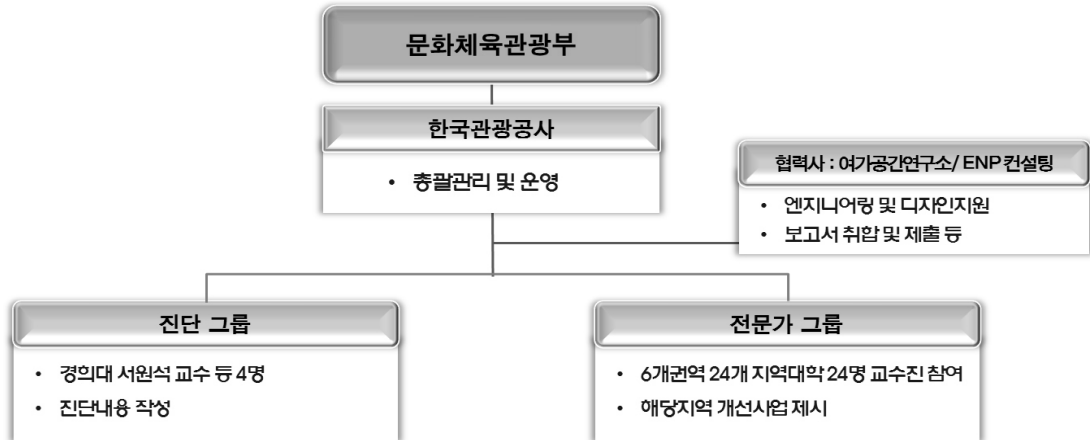 문화체육관광부
한국관광공사
• 총괄관리 및 운영
협력사 : 여가공간연구소/ ENP 컨설팅
• 엔지니어링 및 디자인지원
• 보고서 취합 및 제출 등
진단 그룹
• 경희대 서원석 교수 등 4명
• 진단내용 작성
전문가 그룹
• 6개권역 24개 지역대학 24명 교수진 참여
• 해당지역 개선사업 제시